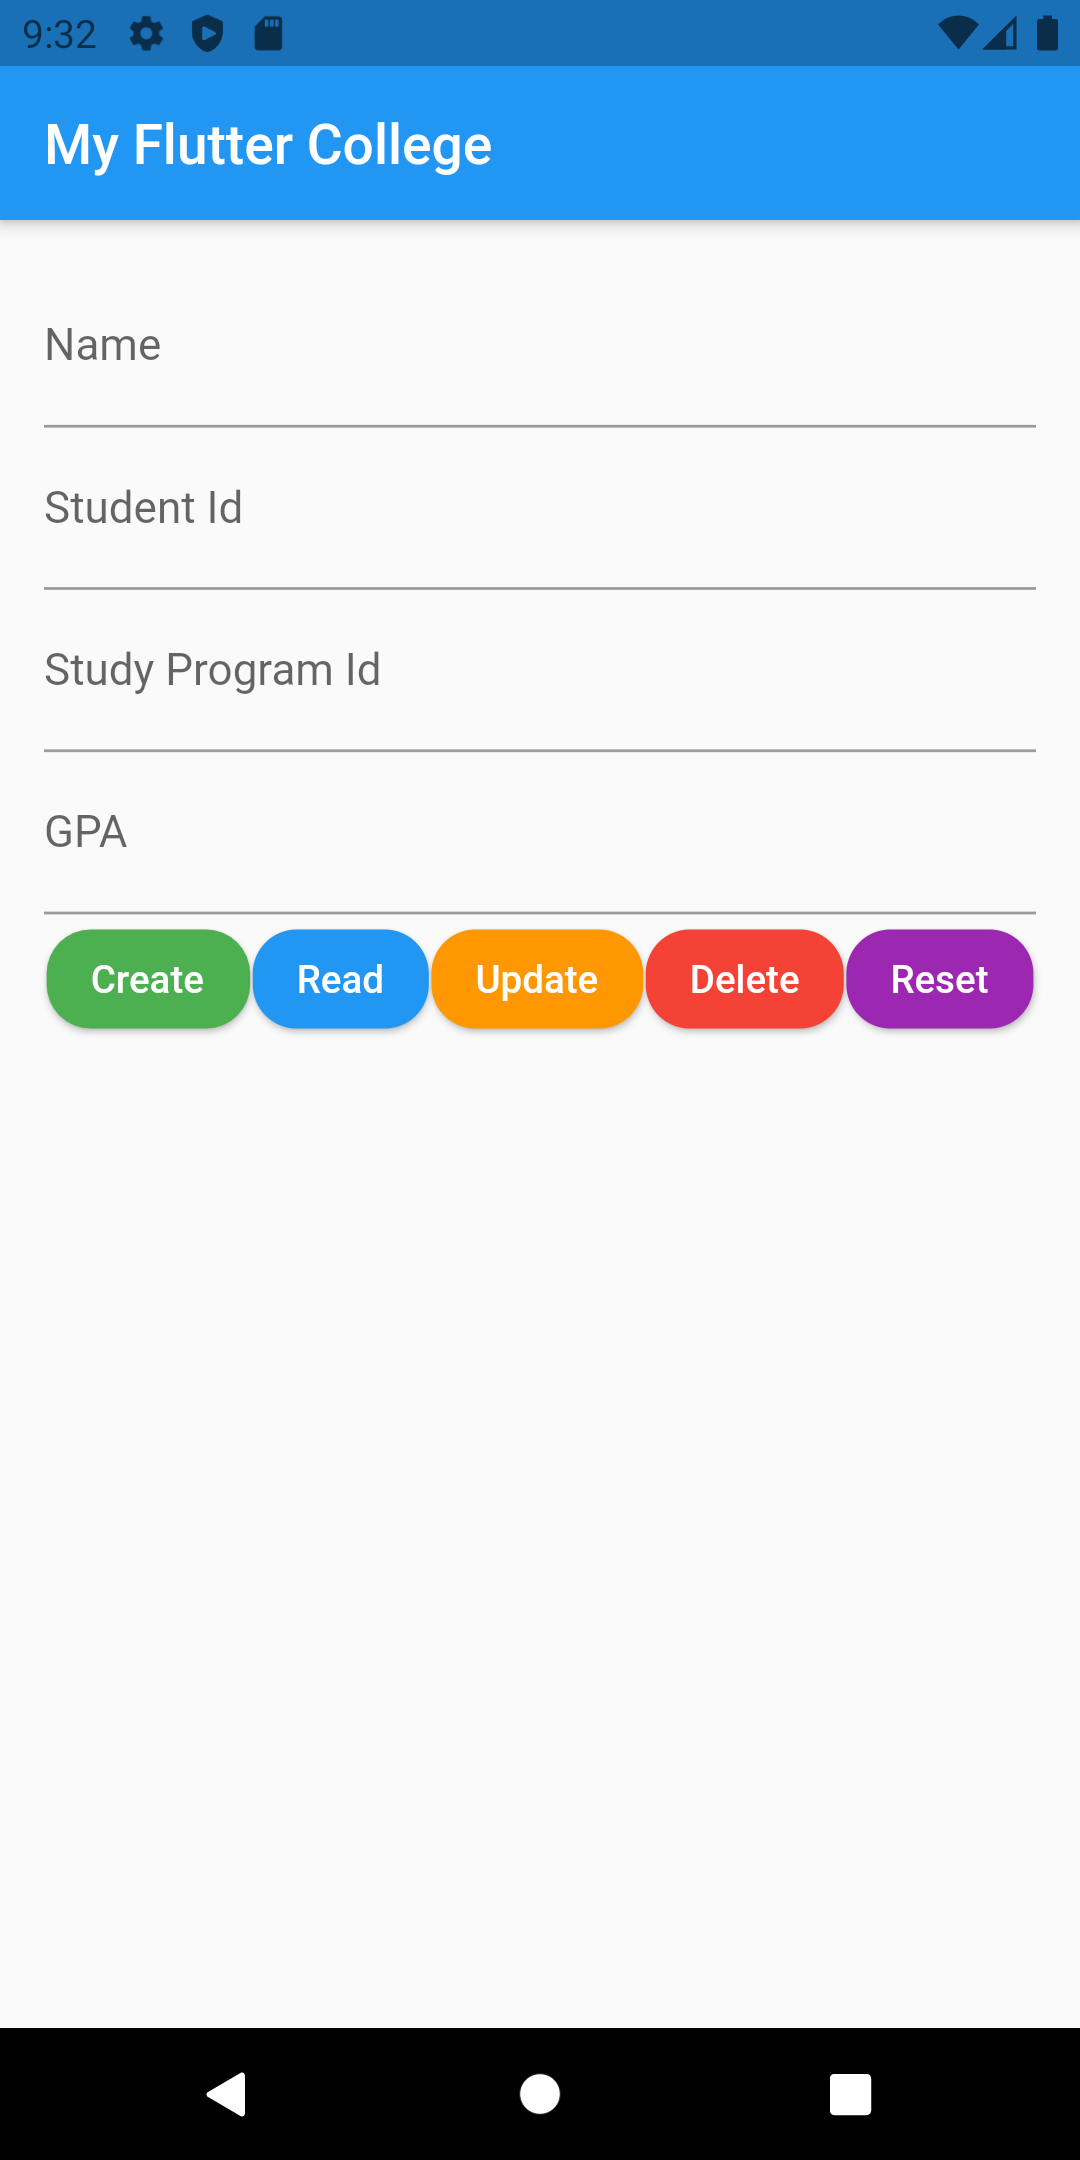 9:32
My Flutter College
Name
Student Id
Study Program Id
GPA
Create Read Update Delete Reset